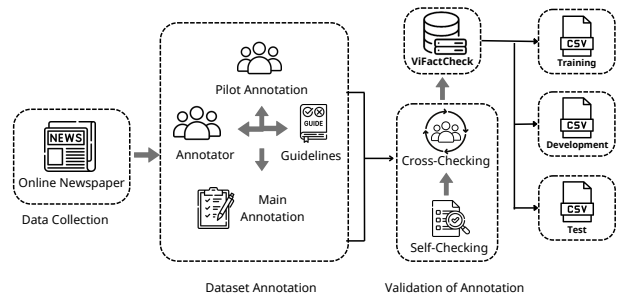 NEWS
Online Newspaper
Data Collection
Pilot Annotation
Annotator
GUIDE
Guidelines
Main
Annotation
Dataset Annotation
ViFactCheck
Cross-Checking
Self-Checking
Validation of Annotation
CSV
Training
CSV
Development
CSV
Test